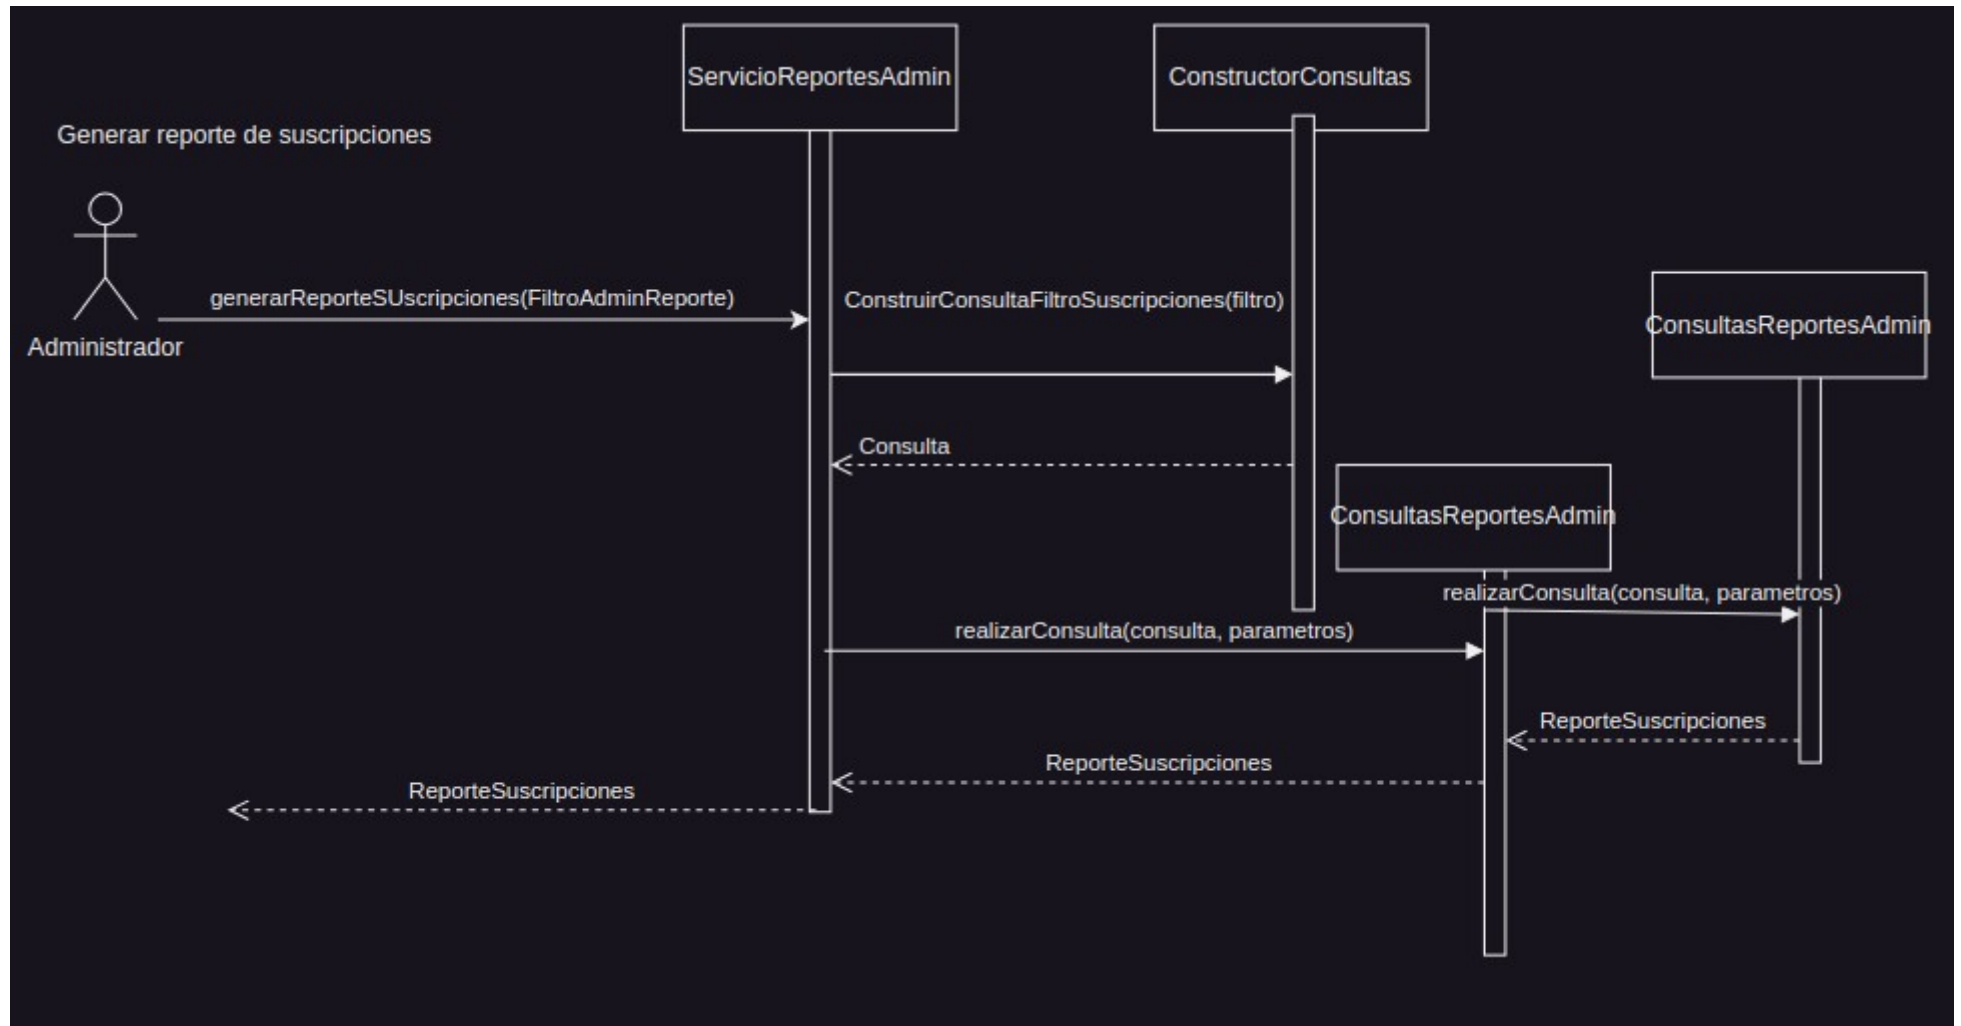 ServicioReportesAdmin
ConstructorConsultas
Generar reporte de suscripciones
generarReporteSUscripciones(FiltroAdminReporte)
ConstruirConsultaFiltroSuscripciones(filtro)
ConsultasReportesAdmin
Administrador
Consulta
ConsultasReportesAdmin
realizarConsulta(consulta, parametros)
realizarConsulta(consulta, parametros)
ReporteSuscripciones
ReporteSuscripciones
ReporteSuscripciones